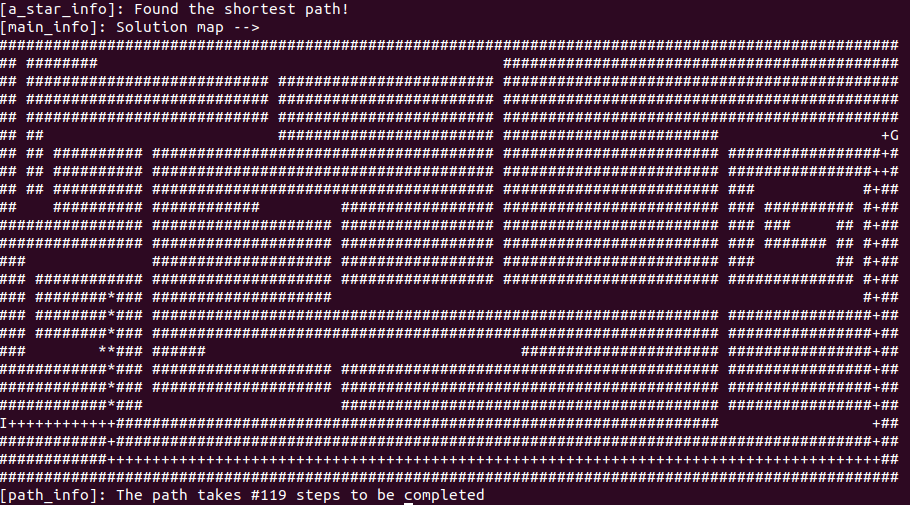 [a_star_info]: Found the shortest path!
[main_info]: Solution map -->
####################################################################################################
## ########                                             ############################################
## ########################### ######################## ############################################
## ########################### ######################## ############################################
## ########################### ######################## ############################################
## ##                          ######################## ########################                  +G
## ## ########## ###################################### ######################## #################+#
## ## ########## ###################################### ######################## ################++#
## ## ########## ###################################### ######################## ###            #+##
##    ########## ############         ################# ######################## ### ########## #+##
################ #################### ################# ######################## ### ###     ## #+##
################ #################### ################# ######################## ### ####### ## #+##
###              #################### ################# ######################## ###         ## #+##
### ############ #################### ################# ######################## ############## #+##
### ########*### ####################                                                           #+##
### ########*### ############################################################### ################+##
### ########*### ############################################################### ################+##
###        **### ######                                   ###################### ################+##
############*### #################### ########################################## ################+##
############*### #################### ########################################## ################+##
############*###                      ########################################## ################+##
I++++++++++++###################################################################                 +##
############+####################################################################################+##
############++++++++++++++++++++++++++++++++++++++++++++++++++++++++++++++++++++++++++++++++++++++##
####################################################################################################
[path_info]: The path takes #119 steps to be completed